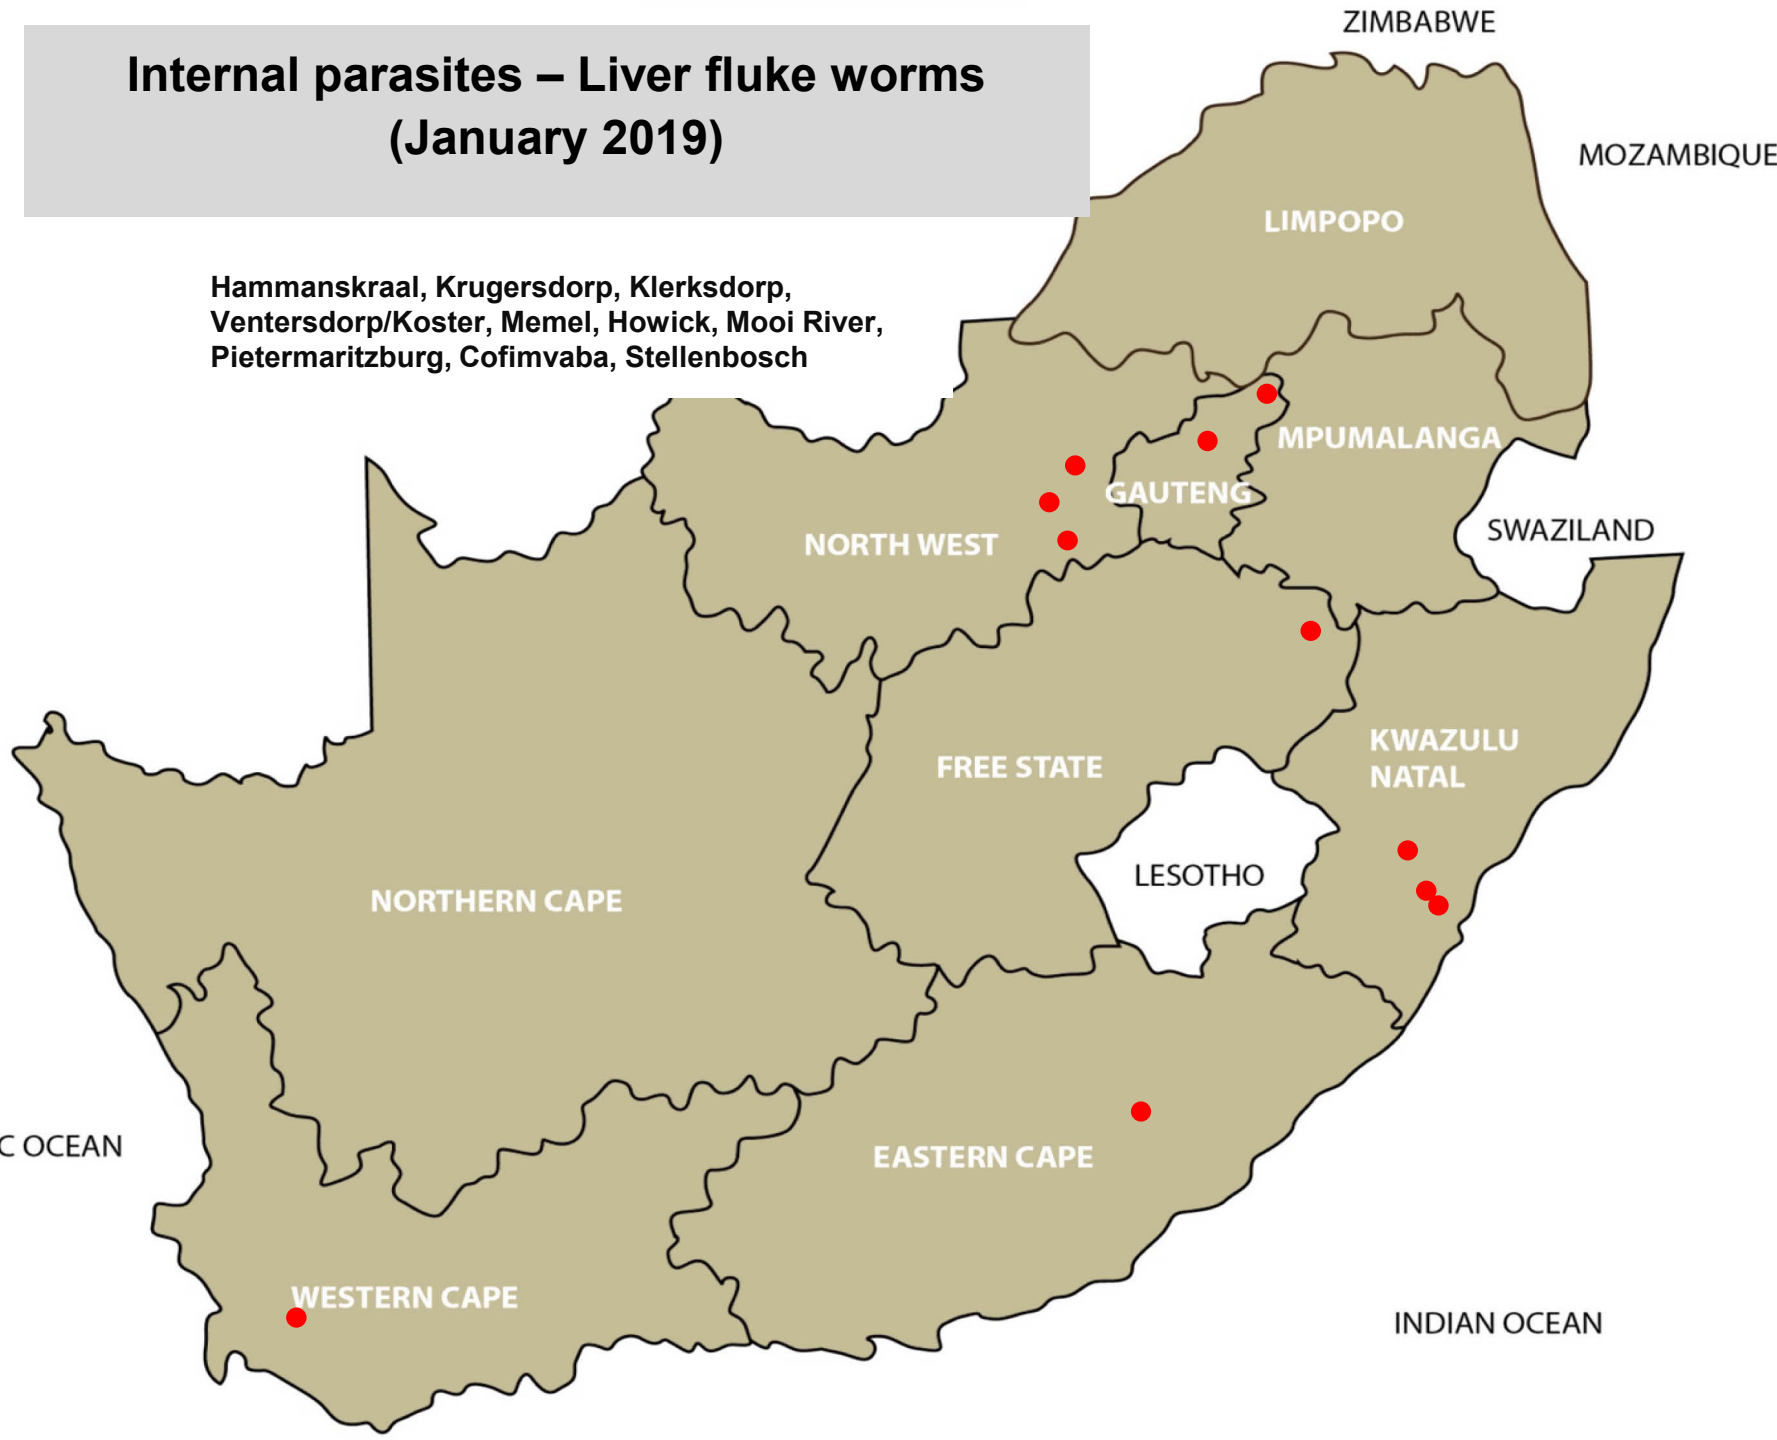 ZIMBABWE
Internal parasites – Liver fluke worms
(January 2019)
MOZAMBIQUE
LIMPOPO
Hammanskraal, Krugersdorp, Klerksdorp,
Ventersdorp/Koster, Memel, Howick, Mooi River,
Pietermaritzburg, Cofimvaba, Stellenbosch
MPUMALANGA
GAUTENG
SWAZILAND
NORTH WEST
KWAZULU
NATAL
FREE STATE
LESOTHO
NORTHERN CAPE
C OCEAN
EASTERN CAPE
WESTERN CAPE
INDIAN OCEAN